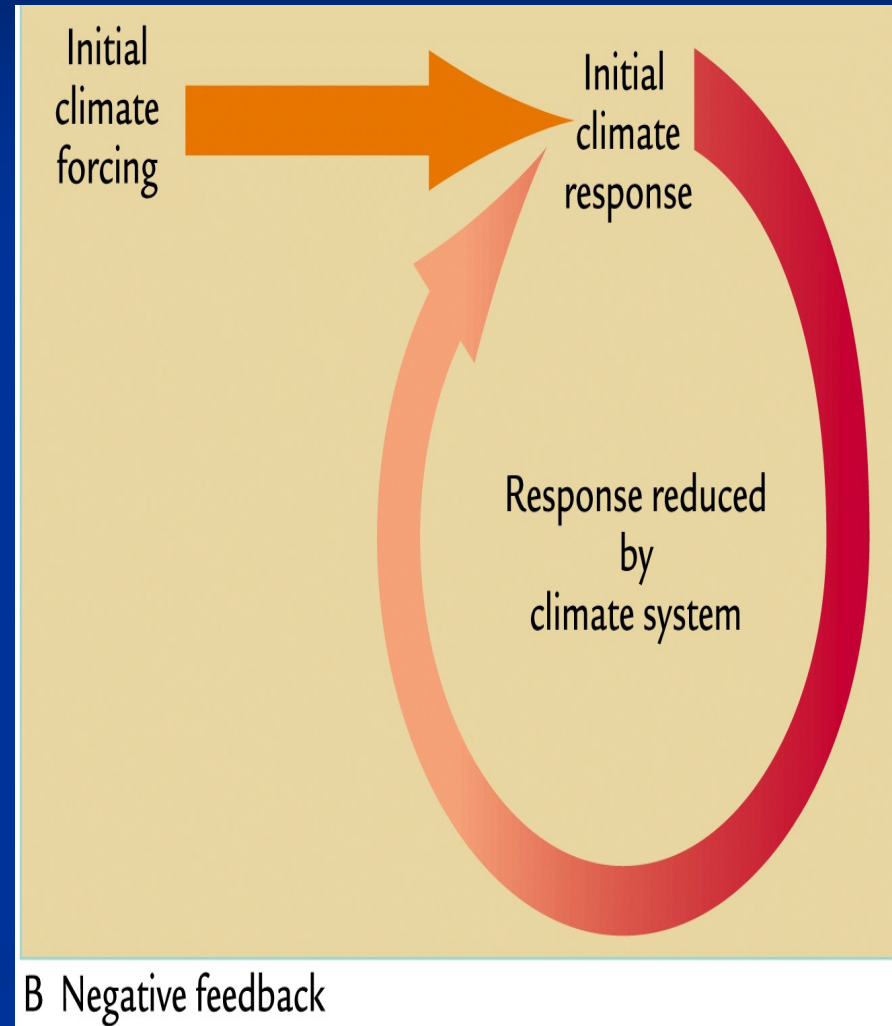 Initial
climate
forcing
Initial
climate
response
Response reduced
by
climate system
B Negative feedback